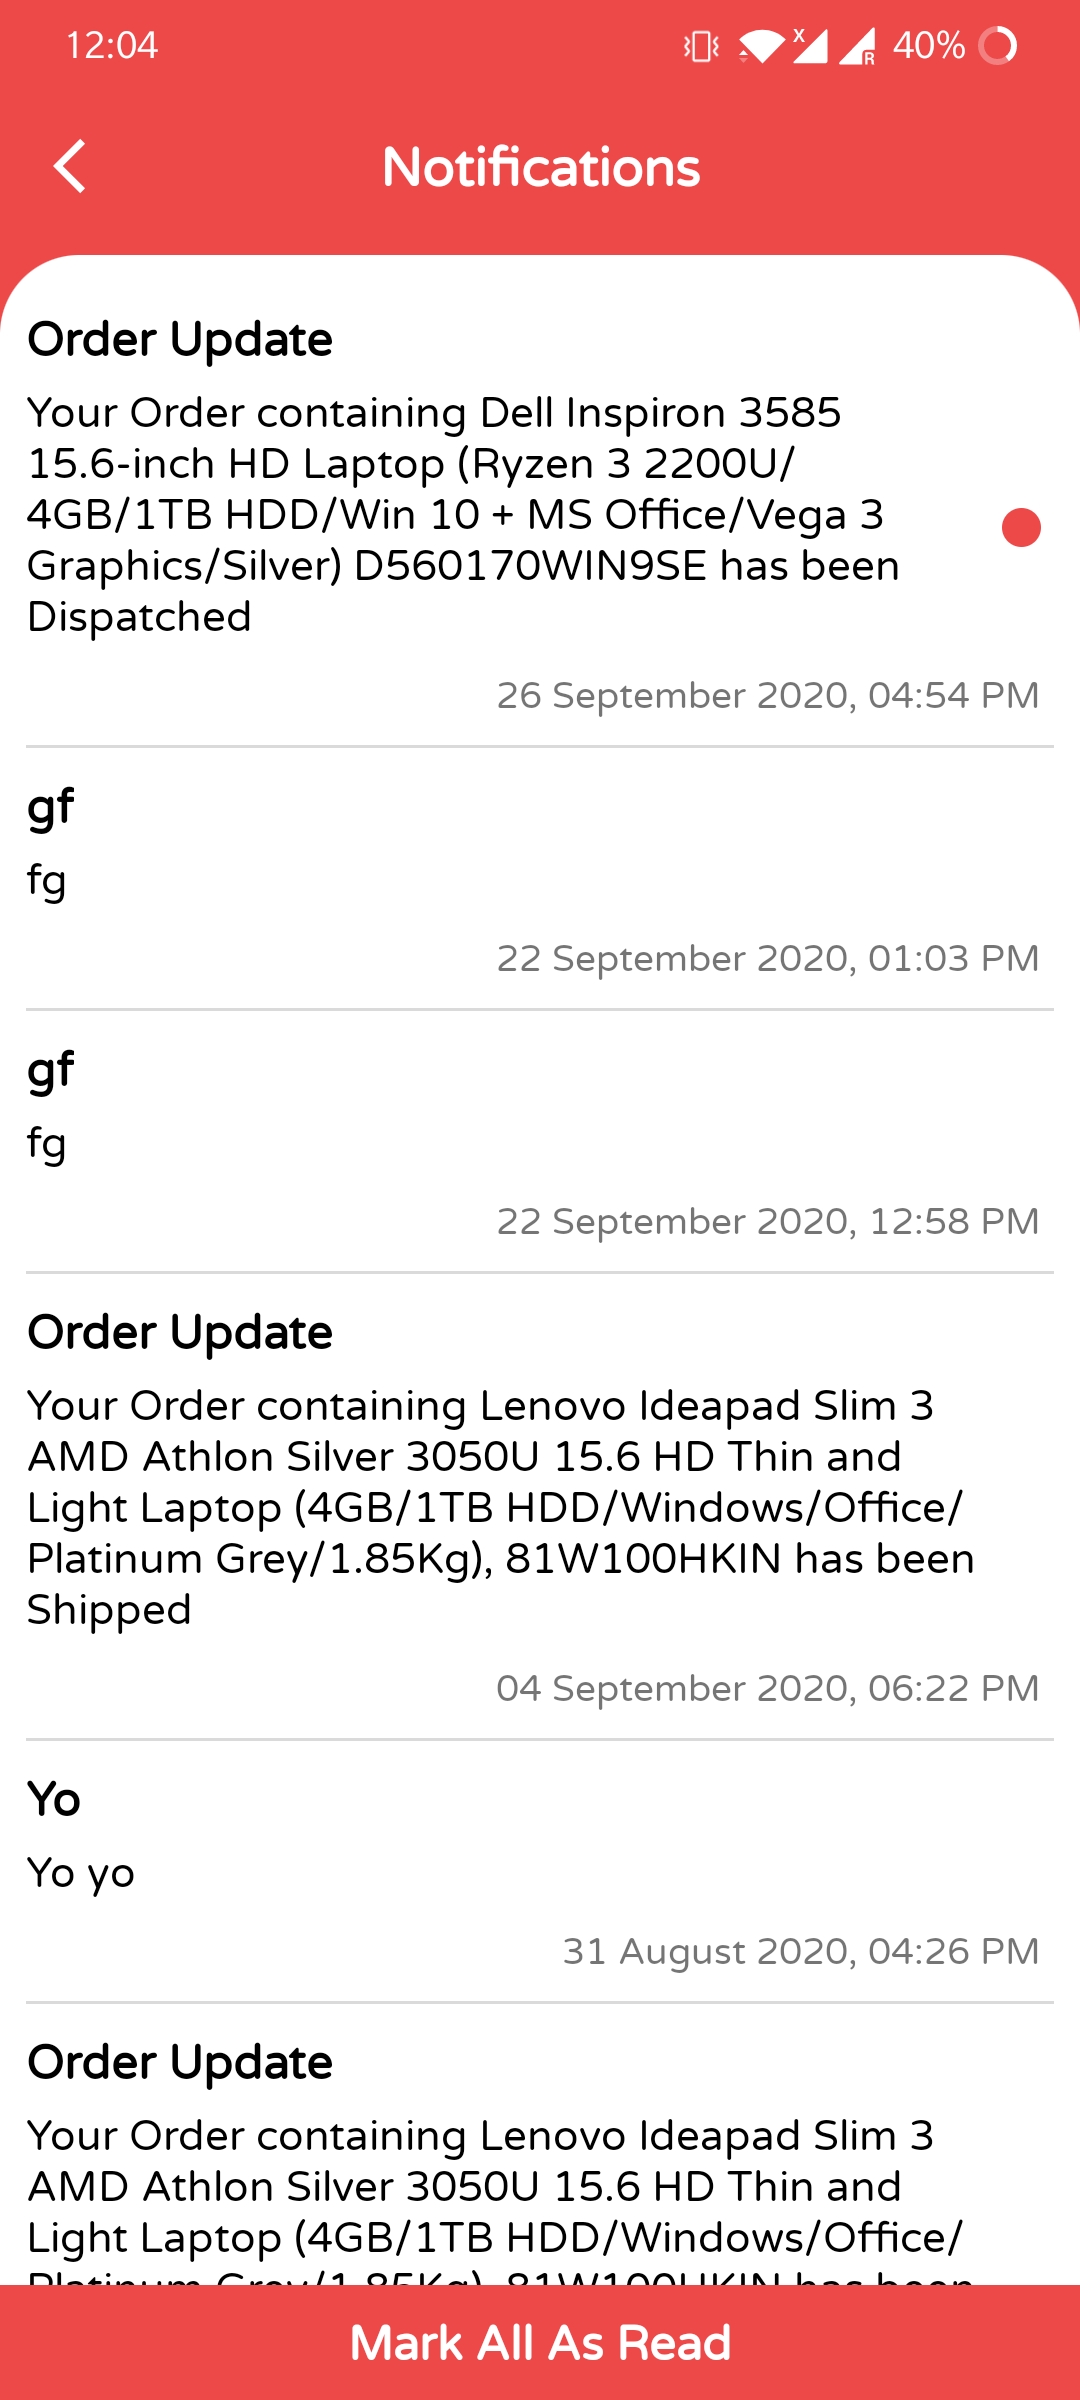 12:04
X
R
40%
Notifications
Order Update
Your Order containing Dell Inspiron 3585
15.6-inch HD Laptop (Ryzen 3 2200U/
4GB/1TB HDD/Win 10 + MS Office/Vega 3
Graphics/Silver) D560170WIN9SE has been
Dispatched
26 September 2020, 04:54 PM
gf
fg
22 September 2020, 01:03 PM
gf
fg
22 September 2020, 12:58 PM
Order Update
Your Order containing Lenovo Ideapad Slim 3
AMD Athlon Silver 3050U 15.6 HD Thin and
Light Laptop (4GB/1TB HDD/Windows/Office/
Platinum Grey/1.85Kg), 81W100HKIN has been
Shipped
04 September 2020, 06:22 PM
Yo
Yo yo
31 August 2020, 04:26 PM
Order Update
Your Order containing Lenovo Ideapad Slim 3
AMD Athlon Silver 3050U 15.6 HD Thin and
Light Laptop (4GB/1TB HDD/Windows/Office/
Platinum Grey/1.85Kg), 81W100HKIN has been
Mark All As Read